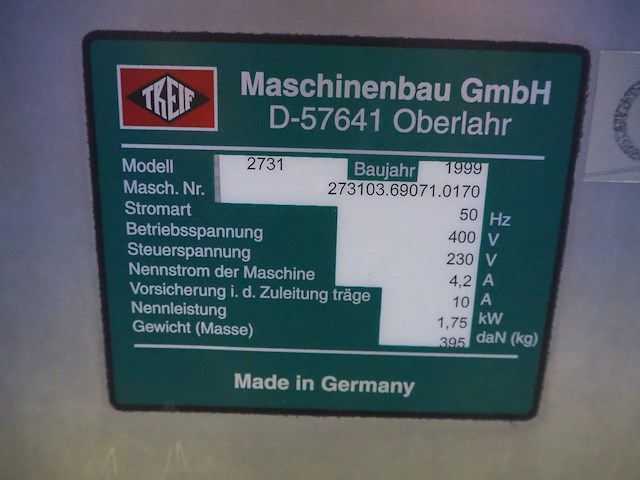 TREIF
Maschinenbau GmbH
D-57641 Oberlahr
Modell 2731 Baujahr 1999
Masch. Nr. 273103.69071.0170
Stromart 50 Hz
Betriebsspannung 400 V
Steuerspannung 230 V
Nennstrom der Maschine 4,2 A
Vorsicherung i. d. Zuleitung träge 10 A
Nennleistung 1,75 kW
Gewicht (Masse) 395 daN (kg)
Made in Germany